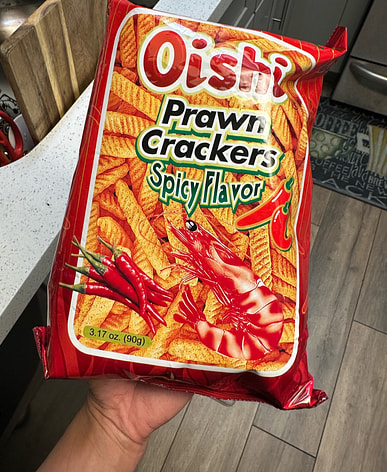 Oishi
Prawn
Crackers
Spicy Flavor
3.17 oz. (90g)